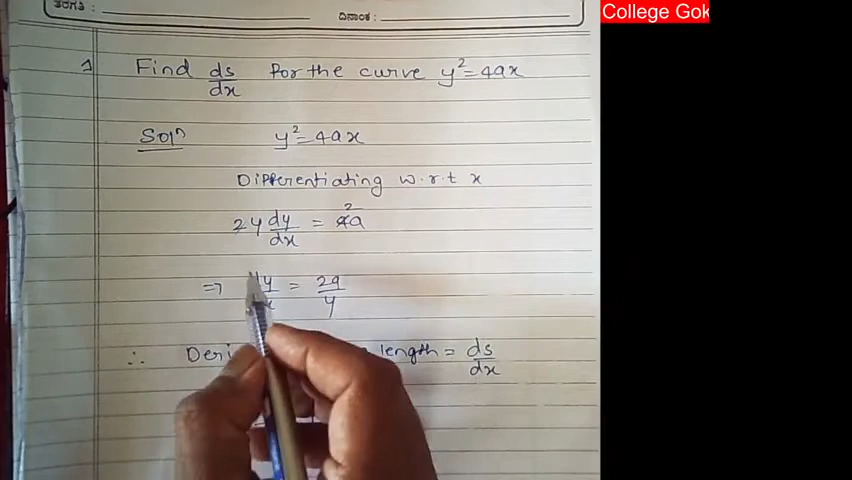 ತರಗತಿ : ದಿನಾಂಕ :
College Gok
1 Find ds/dx for the curve y²=4ax
Solⁿ y²=4ax
Differentiating w.r.t x
2y dy/dx = 4a 2
⇒ = 2a/y
∴ length = ds/dx